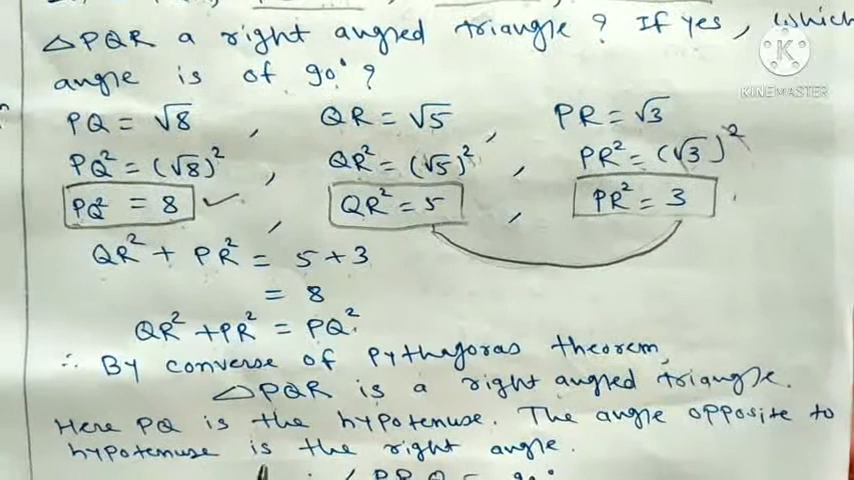 △PQR a right angled triangle ? If yes, which
K
angle is of 90° ?
KINEMASTER
PQ = √8 , QR = √5 , PR = √3
PQ² = (√8)² , QR² = (√5)² , PR² = (√3)²
PQ² = 8 ✓ , QR² = 5 , PR² = 3 .
QR² + PR² = 5 + 3
= 8
QR² + PR² = PQ²
∴ By converse of Pythagoras theorem,
△PQR is a right angled triangle.
Here PQ is the hypotenuse. The angle opposite to
hypotenuse is the right angle.